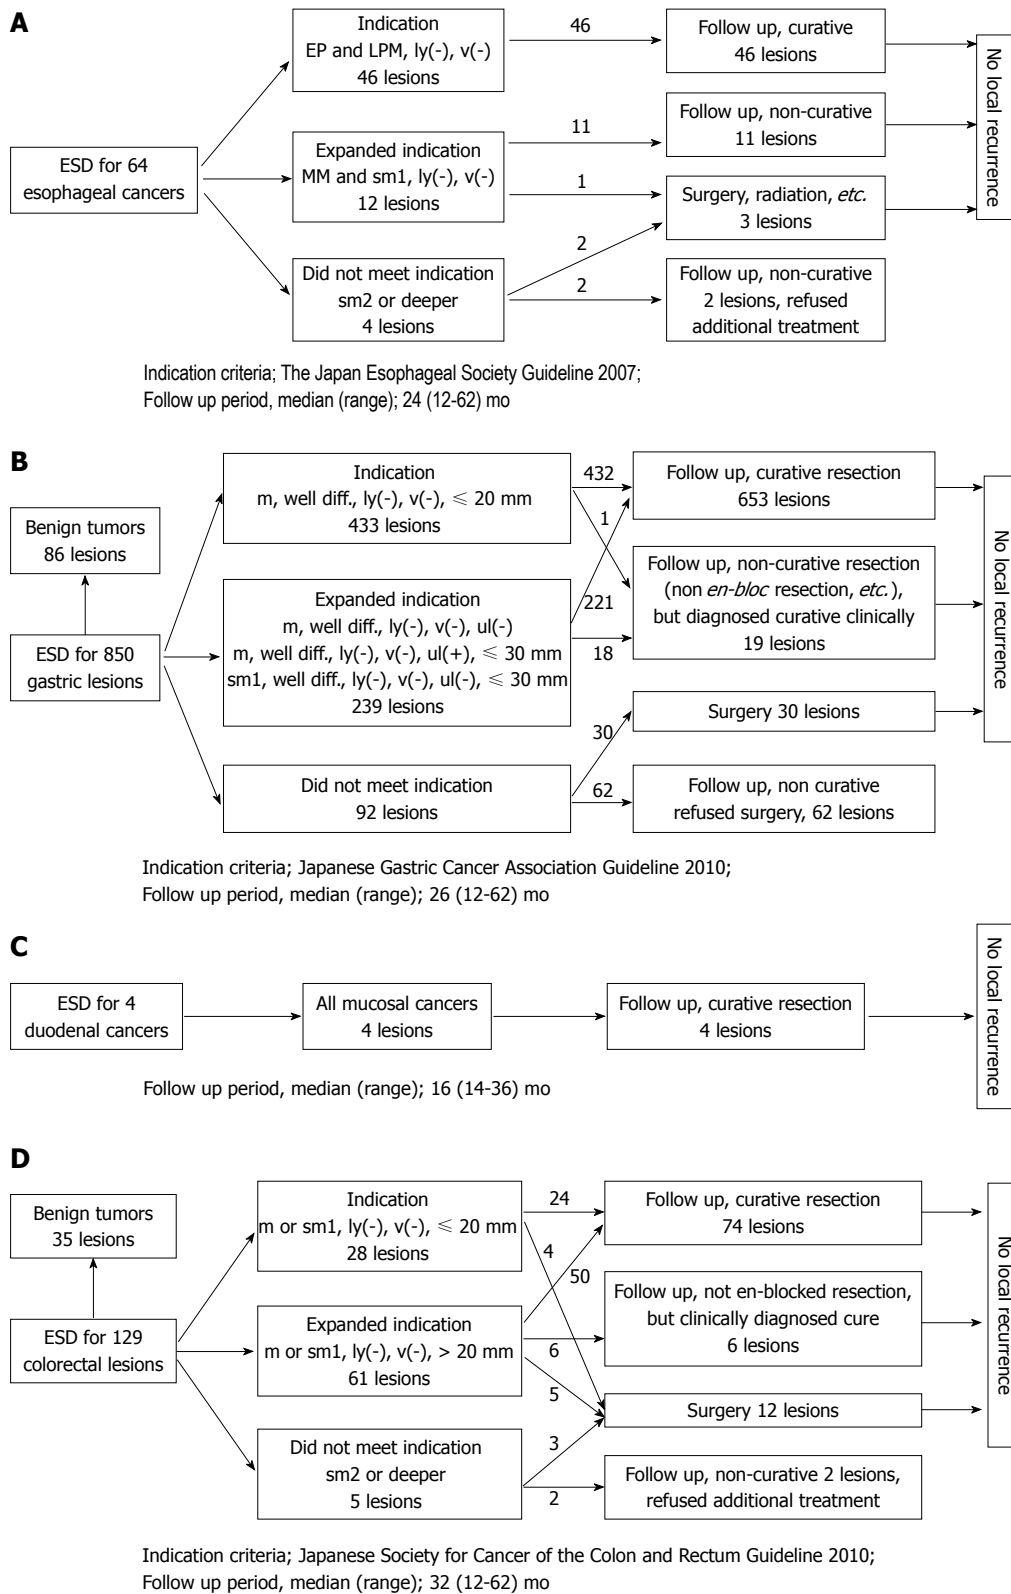 A
Indication
EP and LPM, ly(-), v(-)
46 lesions
46
Follow up, curative
46 lesions
No local recurrence
ESD for 64
esophageal cancers
Expanded indication
MM and sm1, ly(-), v(-)
12 lesions
11
Follow up, non-curative
11 lesions
1
Surgery, radiation, etc.
3 lesions
Did not meet indication
sm2 or deeper
4 lesions
2
2
Follow up, non-curative
2 lesions, refused
additional treatment
Indication criteria; The Japan Esophageal Society Guideline 2007;
Follow up period, median (range); 24 (12-62) mo
B
Benign tumors
86 lesions
ESD for 850
gastric lesions
Indication
m, well diff., ly(-), v(-), ≤ 20 mm
433 lesions
432
1
Follow up, curative resection
653 lesions
Expanded indication
m, well diff., ly(-), v(-), ul(-)
m, well diff., ly(-), v(-), ul(+), ≤ 30 mm
sm1, well diff., ly(-), v(-), ul(-), ≤ 30 mm
239 lesions
221
18
Follow up, non-curative resection
(non en-bloc resection, etc.),
but diagnosed curative clinically
19 lesions
No local recurrence
Did not meet indication
92 lesions
30
Surgery 30 lesions
62
Follow up, non curative
refused surgery, 62 lesions
Indication criteria; Japanese Gastric Cancer Association Guideline 2010;
Follow up period, median (range); 26 (12-62) mo
C
ESD for 4
duodenal cancers
All mucosal cancers
4 lesions
Follow up, curative resection
4 lesions
No local recurrence
Follow up period, median (range); 16 (14-36) mo
D
Benign tumors
35 lesions
ESD for 129
colorectal lesions
Indication
m or sm1, ly(-), v(-), ≤ 20 mm
28 lesions
24
4
Follow up, curative resection
74 lesions
Expanded indication
m or sm1, ly(-), v(-), > 20 mm
61 lesions
50
6
5
Follow up, not en-blocked resection,
but clinically diagnosed cure
6 lesions
No local recurrence
Surgery 12 lesions
Did not meet indication
sm2 or deeper
5 lesions
3
2
Follow up, non-curative 2 lesions,
refused additional treatment
Indication criteria; Japanese Society for Cancer of the Colon and Rectum Guideline 2010;
Follow up period, median (range); 32 (12-62) mo